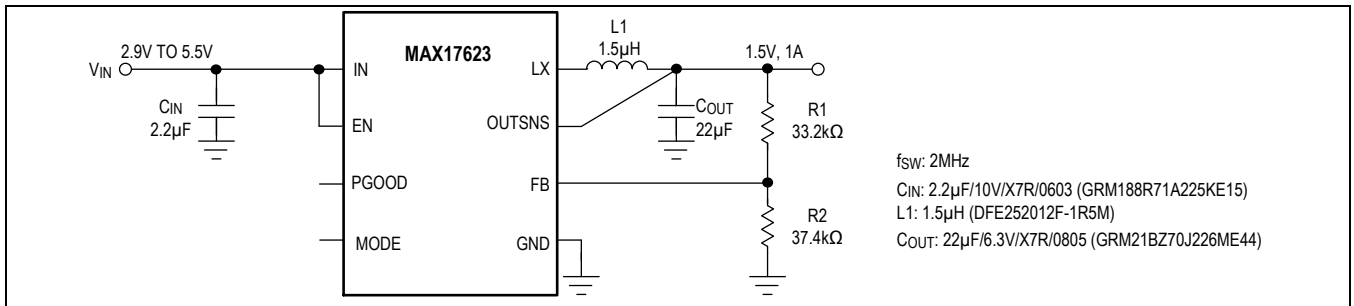 L1
1.5µH
2.9V TO 5.5V
MAX17623
1.5V, 1A
VIN
IN
LX
CIN
2.2µF
EN
OUTSNS
COUT
22µF
R1
33.2kΩ
PGOOD
FB
MODE
GND
R2
37.4kΩ
fSW: 2MHz
CIN: 2.2µF/10V/X7R/0603 (GRM188R71A225KE15)
L1: 1.5µH (DFE252012F-1R5M)
COUT: 22µF/6.3V/X7R/0805 (GRM21BZ70J226ME44)